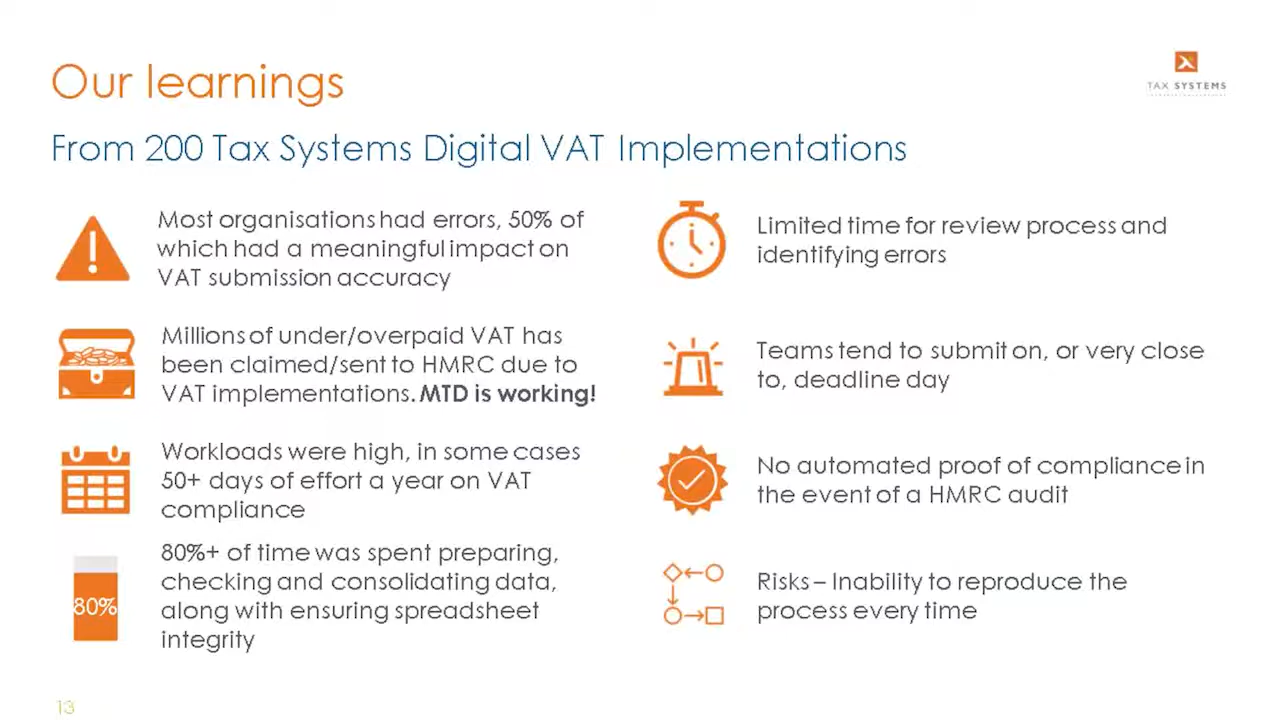 Our learnings
TAX SYSTEMS
From 200 Tax Systems Digital VAT Implementations
Most organisations had errors, 50% of
which had a meaningful impact on
VAT submission accuracy
Millions of under/overpaid VAT has
been claimed/sent to HMRC due to
VAT implementations. MTD is working!
Workloads were high, in some cases
50+ days of effort a year on VAT
compliance
80%
80%+ of time was spent preparing,
checking and consolidating data,
along with ensuring spreadsheet
integrity
Limited time for review process and
identifying errors
Teams tend to submit on, or very close
to, deadline day
No automated proof of compliance in
the event of a HMRC audit
Risks – Inability to reproduce the
process every time
13